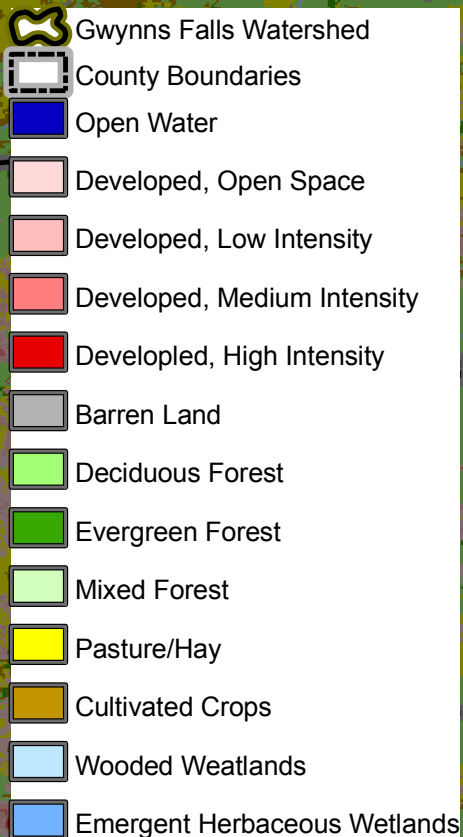 Gwynns Falls Watershed
County Boundaries
Open Water
Developed, Open Space
Developed, Low Intensity
Developed, Medium Intensity
Developled, High Intensity
Barren Land
Deciduous Forest
Evergreen Forest
Mixed Forest
Pasture/Hay
Cultivated Crops
Wooded Weatlands
Emergent Herbaceous Wetlands